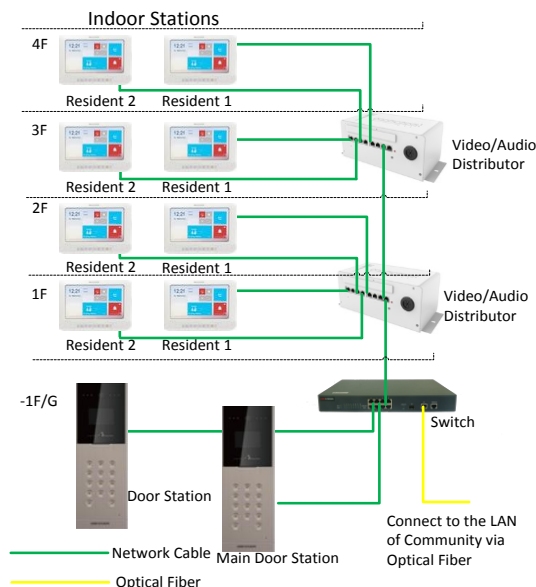 Indoor Stations
4F
Resident 2
Resident 1
3F
Resident 2
Resident 1
Video/Audio
Distributor
2F
Resident 2
Resident 1
1F
Resident 2
Resident 1
Video/Audio
Distributor
-1F/G
Switch
Door Station
Main Door Station
Connect to the LAN
of Community via
Optical Fiber
Network Cable
Optical Fiber